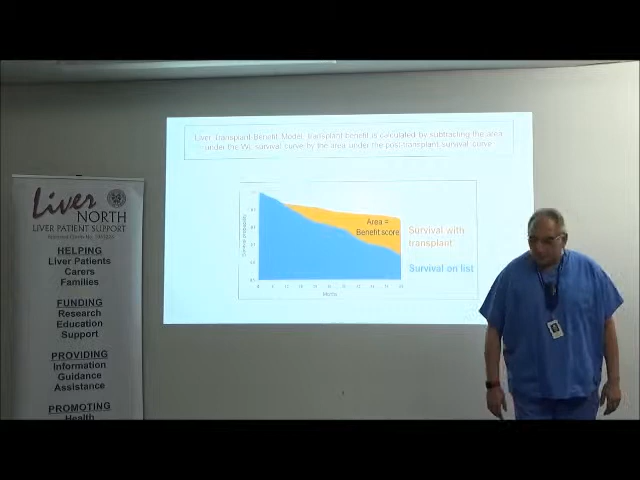 Liver Transplant Benefit Model. Transplant benefit is calculated by subtracting the area
under the WL survival curve by the area under the post-transplant survival curve
Area =
Benefit score
Survival with
transplant
Survival on list
Months
Liver
NORTH
LIVER PATIENT SUPPORT
HELPING
Liver Patients
Carers
Families
FUNDING
Research
Education
Support
PROVIDING
Information
Guidance
Assistance
PROMOTING
Health